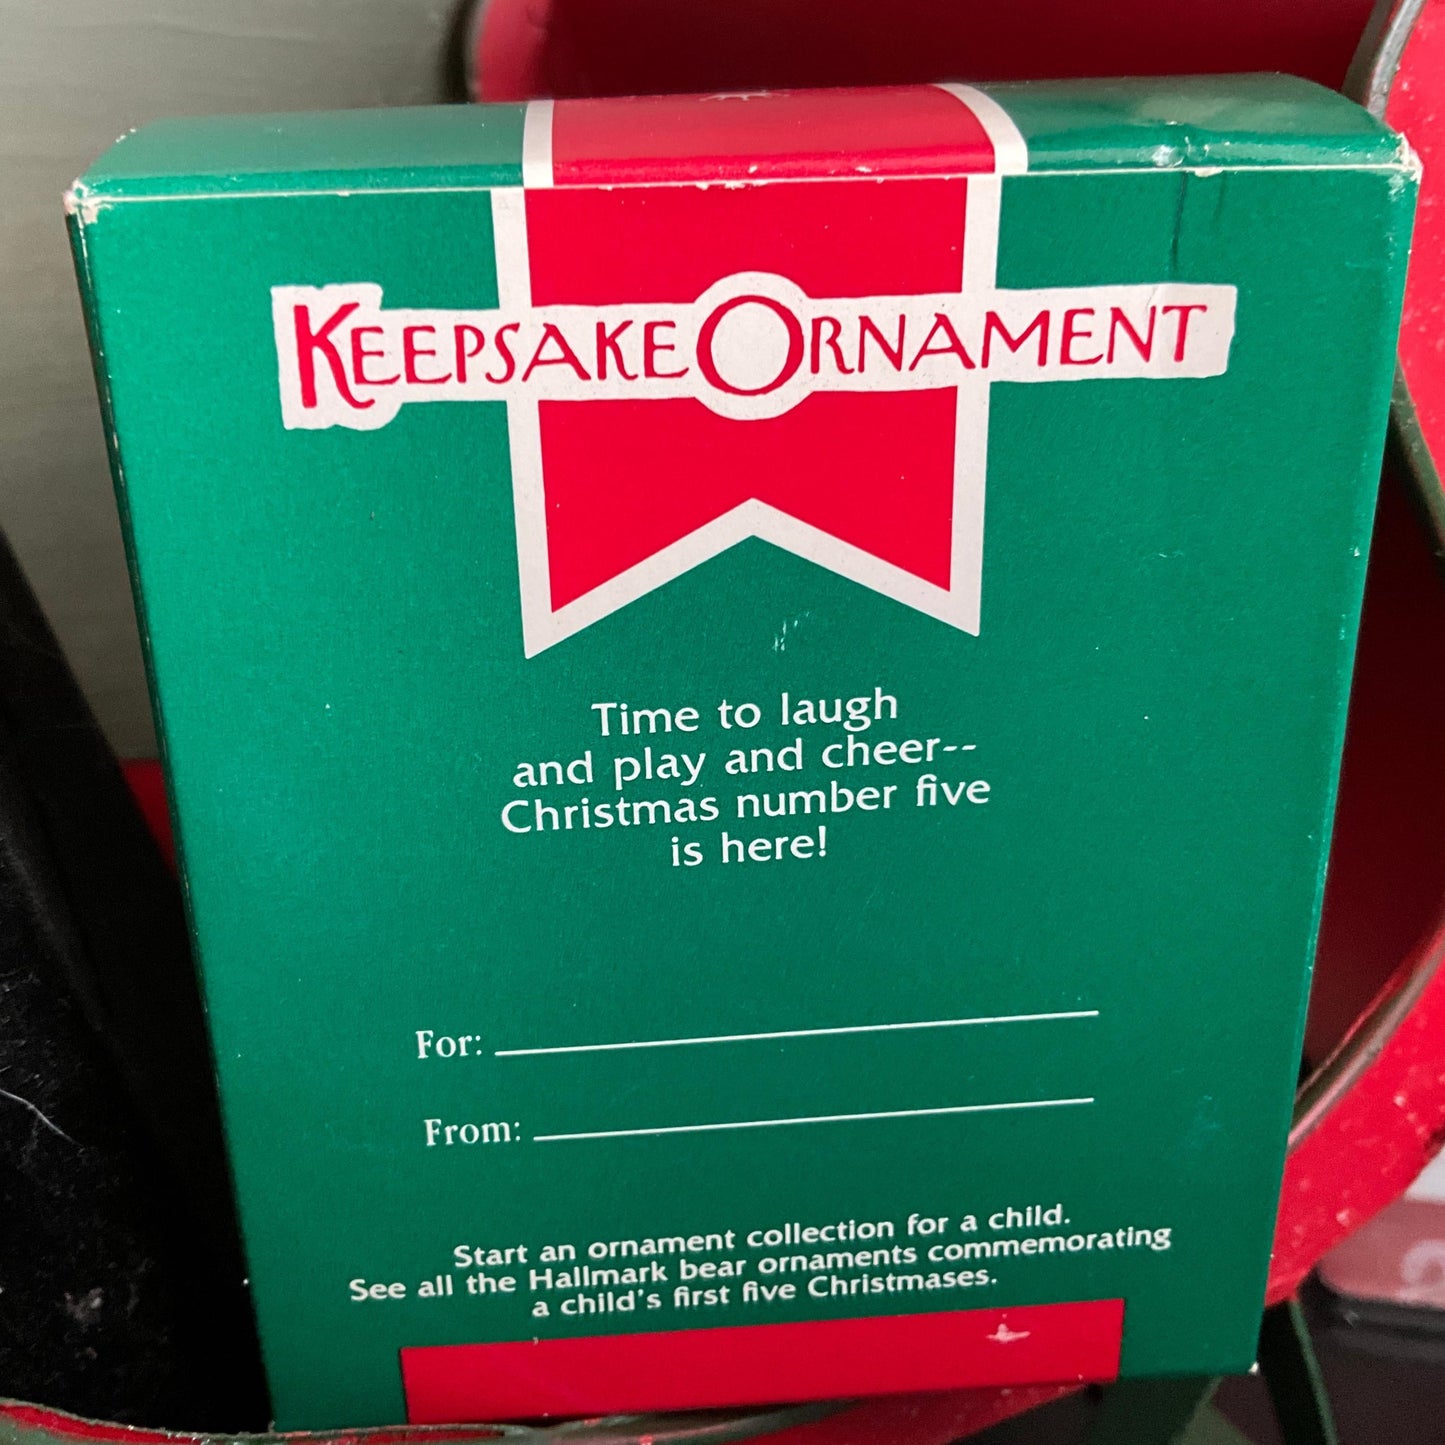 KEEPSAKE ORNAMENT
Time to laugh
and play and cheer--
Christmas number five
is here!
For:
From:
Start an ornament collection for a child.
See all the Hallmark bear ornaments commemorating
a child's first five Christmases.